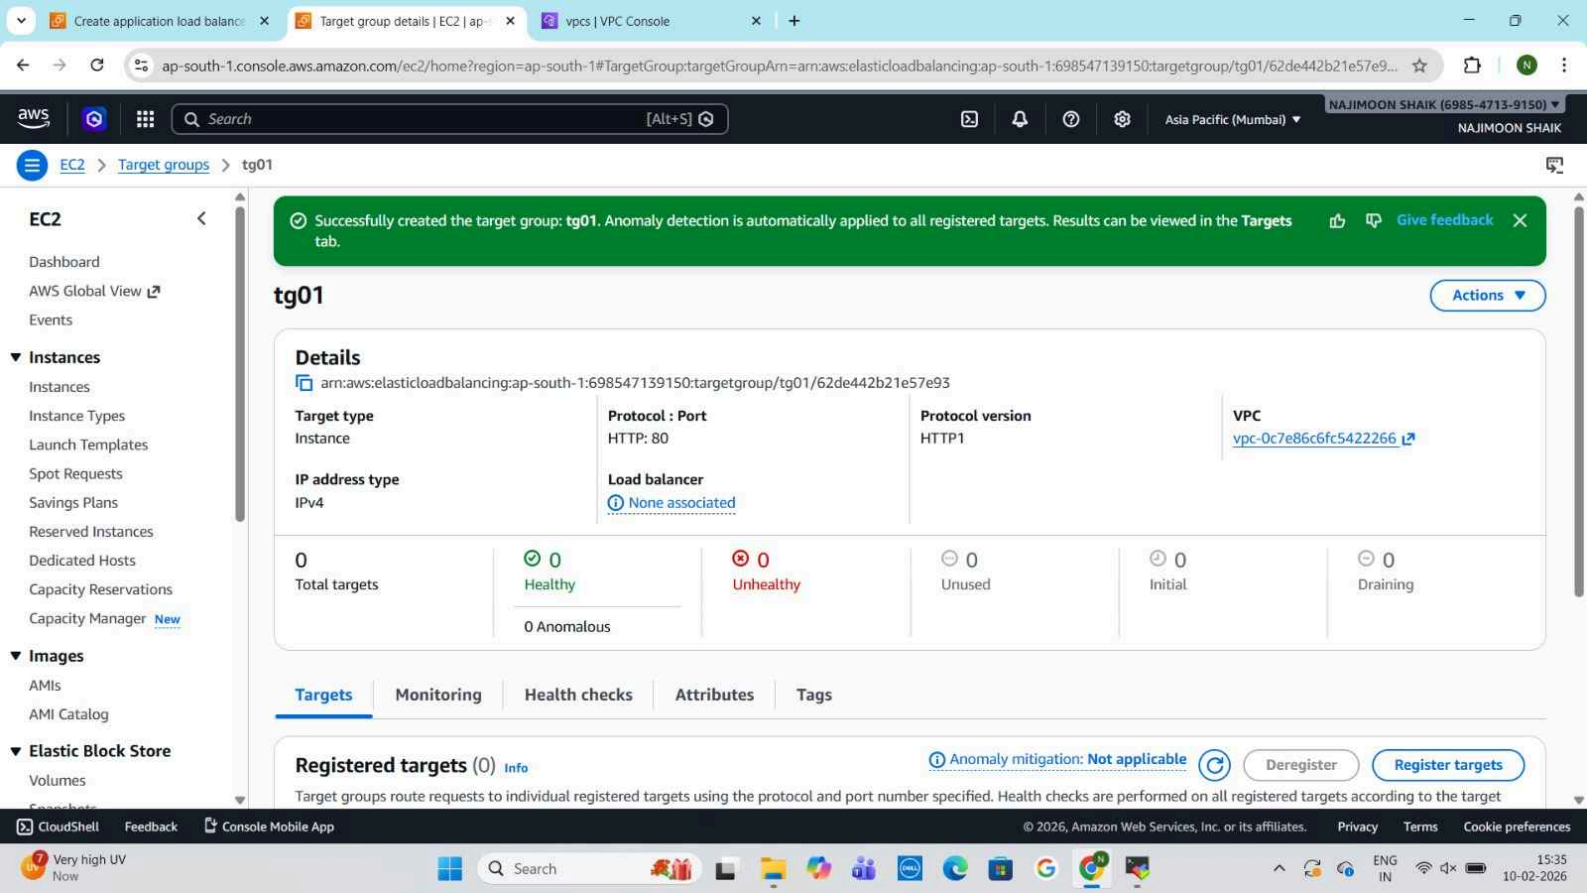 Create application load balance
Target group details | EC2 | ap-s
vpcs | VPC Console
ap-south-1.console.aws.amazon.com/ec2/home?region=ap-south-1#TargetGroup:targetGroupArn=arn:aws:elasticloadbalancing:ap-south-1:698547139150:targetgroup/tg01/62de442b21e57e9...
N
aws
Search
[Alt+S]
Asia Pacific (Mumbai)
NAJIMOON SHAIK (6985-4713-9150)
NAJIMOON SHAIK
EC2 > Target groups > tg01
EC2
Dashboard
AWS Global View
Events
Instances
Instances
Instance Types
Launch Templates
Spot Requests
Savings Plans
Reserved Instances
Dedicated Hosts
Capacity Reservations
Capacity Manager New
Images
AMIs
AMI Catalog
Elastic Block Store
Volumes
Snapshots
Successfully created the target group: tg01. Anomaly detection is automatically applied to all registered targets. Results can be viewed in the Targets
tab.
Give feedback
tg01
Actions
Details
arn:aws:elasticloadbalancing:ap-south-1:698547139150:targetgroup/tg01/62de442b21e57e93
Target type
Instance
Protocol : Port
HTTP: 80
Protocol version
HTTP1
VPC
vpc-0c7e86c6fc5422266
IP address type
IPv4
Load balancer
None associated
0
Total targets
0
Healthy
0 Anomalous
0
Unhealthy
0
Unused
0
Initial
0
Draining
Targets
Monitoring
Health checks
Attributes
Tags
Registered targets (0) Info
Anomaly mitigation: Not applicable
Deregister
Register targets
Target groups route requests to individual registered targets using the protocol and port number specified. Health checks are performed on all registered targets according to the target
CloudShell
Feedback
Console Mobile App
© 2026, Amazon Web Services, Inc. or its affiliates.
Privacy
Terms
Cookie preferences
7
Very high UV
Now
Search
DELL
N
ENG
IN
15:35
10-02-2026